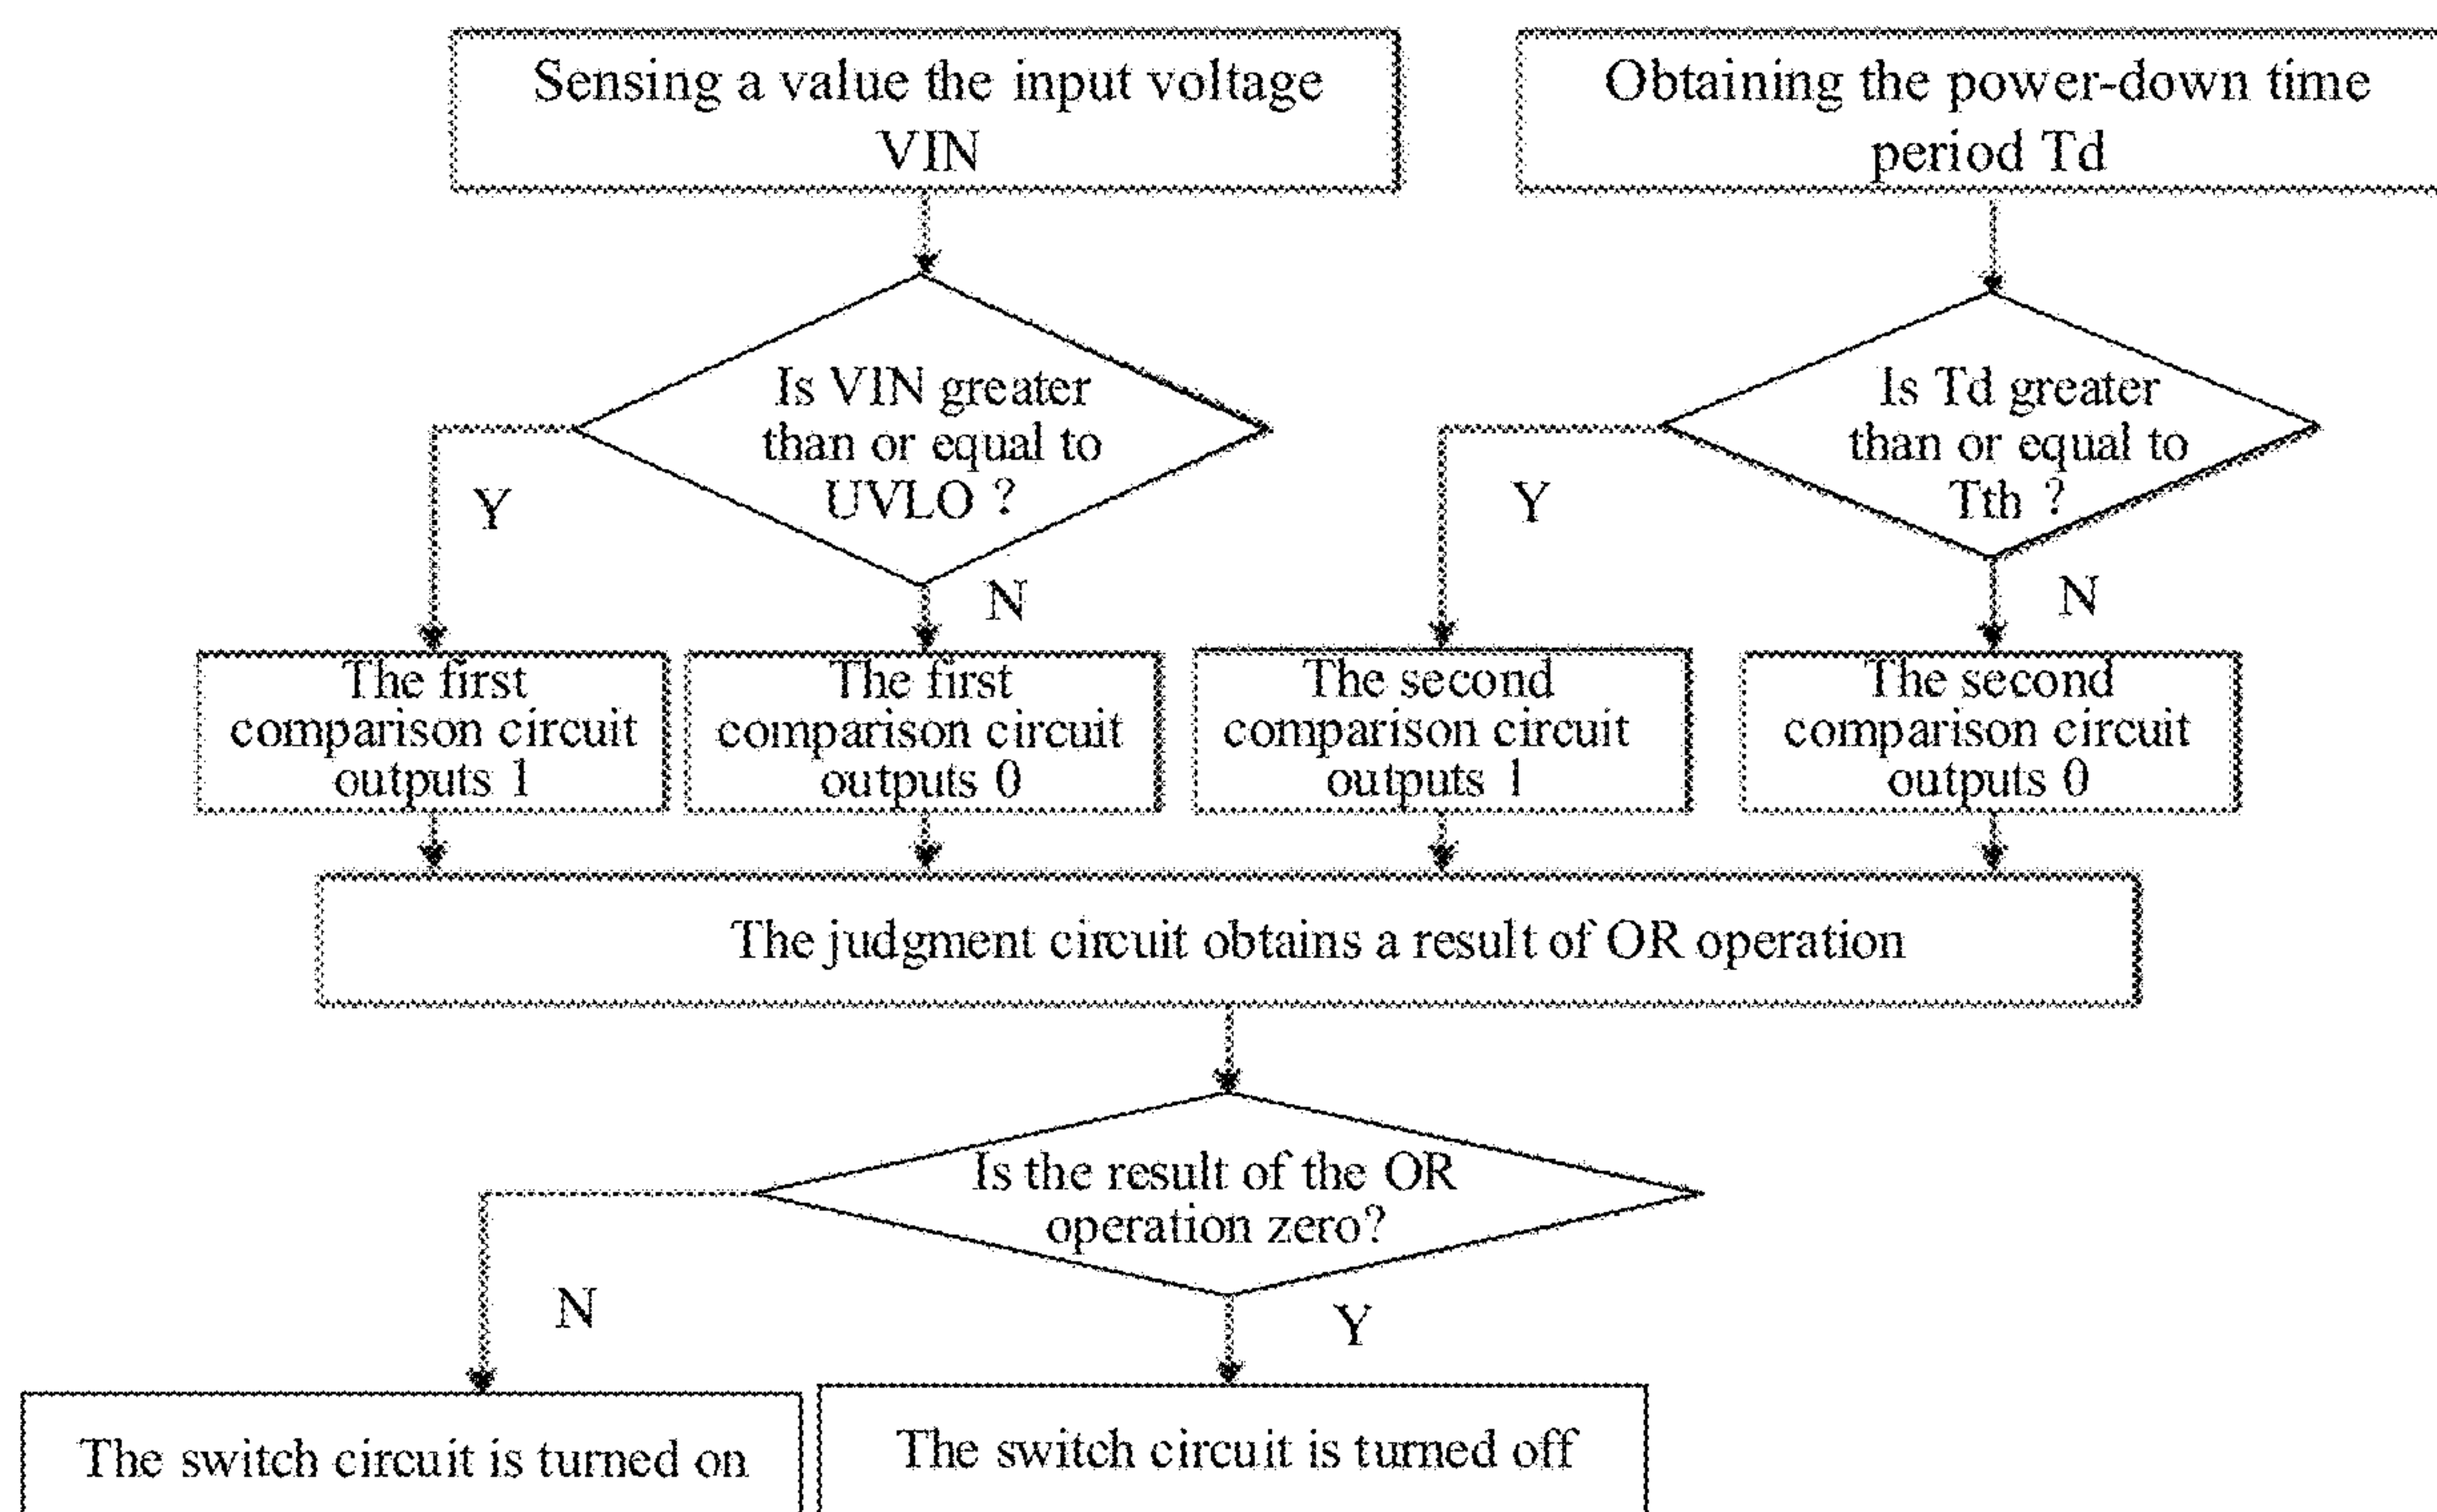 Sensing a value the input voltage
VIN
Obtaining the power-down time
period Td
Is VIN greater
than or equal to
UVLO ?
Is Td greater
than or equal to
Tth ?
Y
N
Y
N
The first
comparison circuit
outputs 1
The first
comparison circuit
outputs 0
The second
comparison circuit
outputs 1
The second
comparison circuit
outputs 0
The judgment circuit obtains a result of OR operation
Is the result of the OR
operation zero?
N
Y
The switch circuit is turned on
The switch circuit is turned off